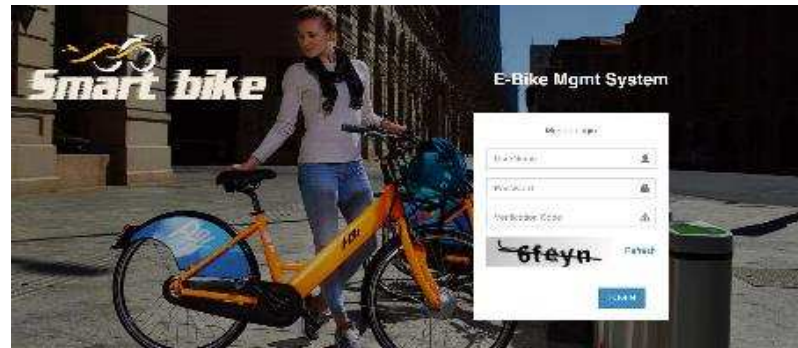 Smart bike
E-Bike Mgmt System
User Name
Password
Verification Code
6feyn
Refresh